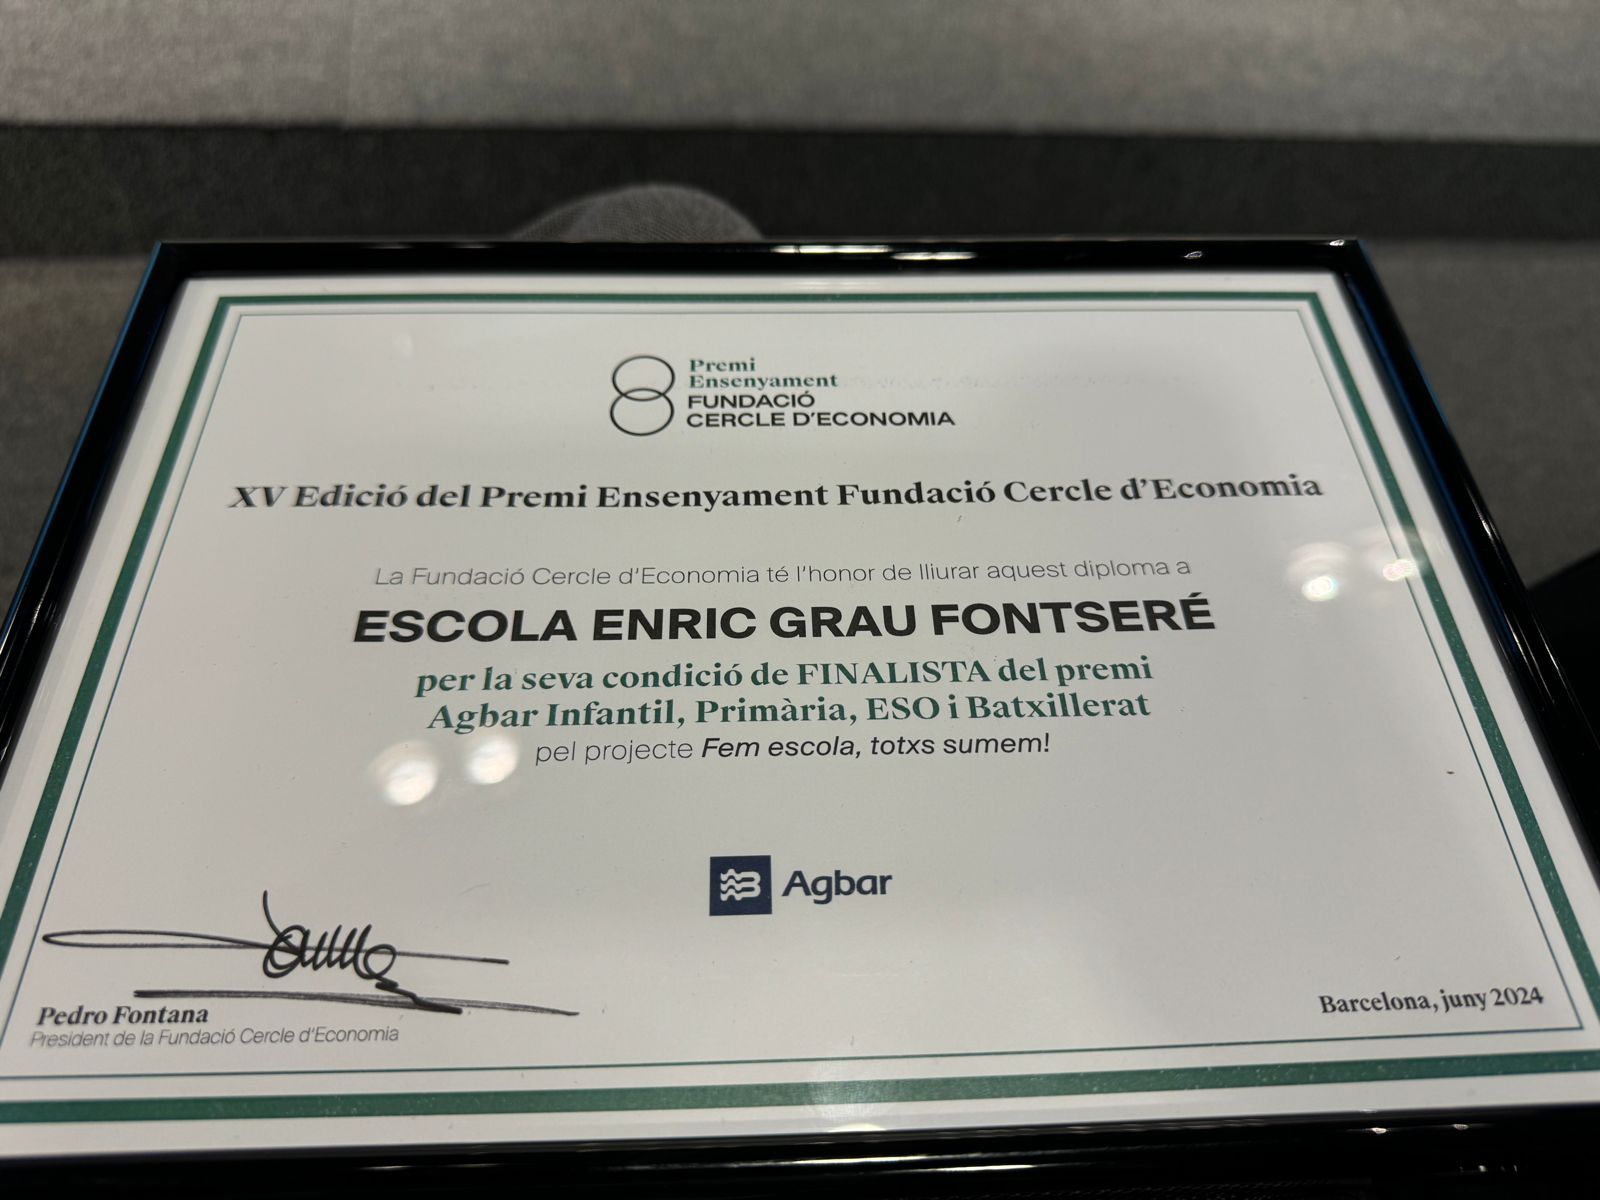 Premi
Ensenyament
FUNDACIÓ
CERCLE D'ECONOMIA
XV Edició del Premi Ensenyament Fundació Cercle d'Economia
La Fundació Cercle d'Economia té l'honor de lliurar aquest diploma a
ESCOLA ENRIC GRAU FONTSERÉ
per la seva condició de FINALISTA del premi
Agbar Infantil, Primària, ESO i Batxillerat
pel projecte Fem escola, totxs sumem!
Agbar
Pedro Fontana
President de la Fundació Cercle d'Economia
Barcelona, juny 2024